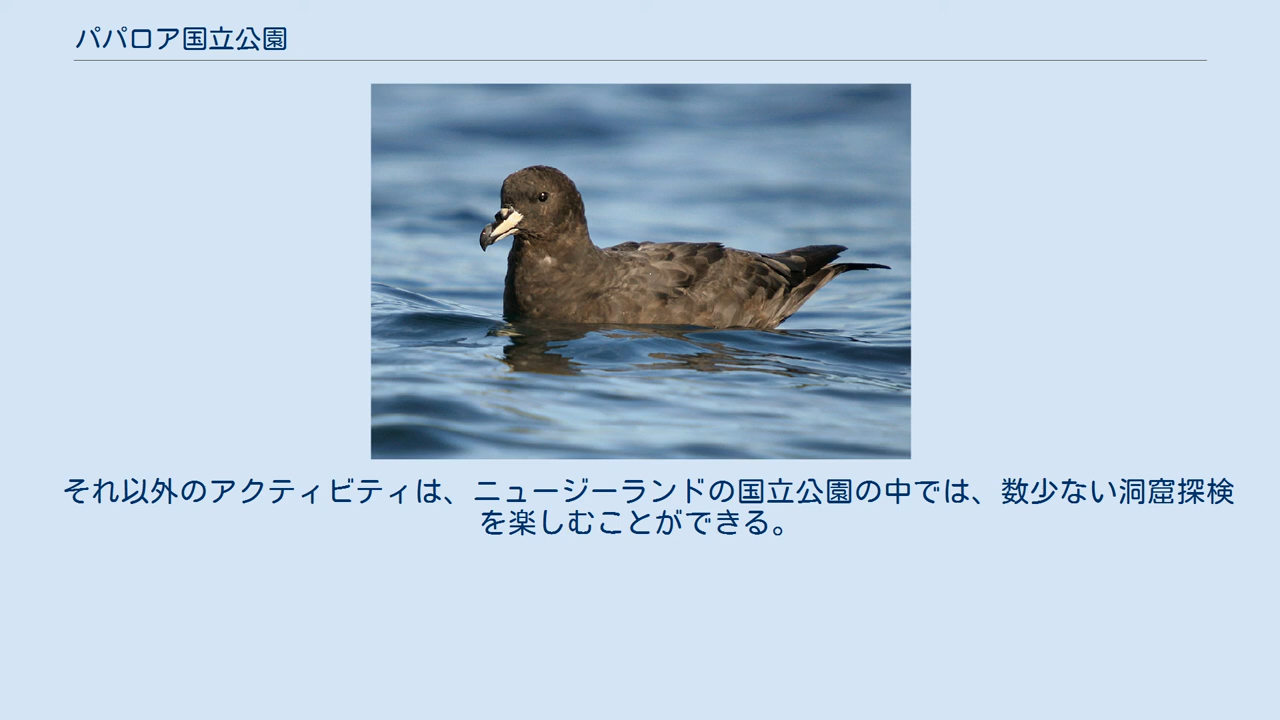 パパロア国立公園
それ以外のアクティビティは、ニュージーランドの国立公園の中では、数少ない洞窟探検
を楽しむことができる。